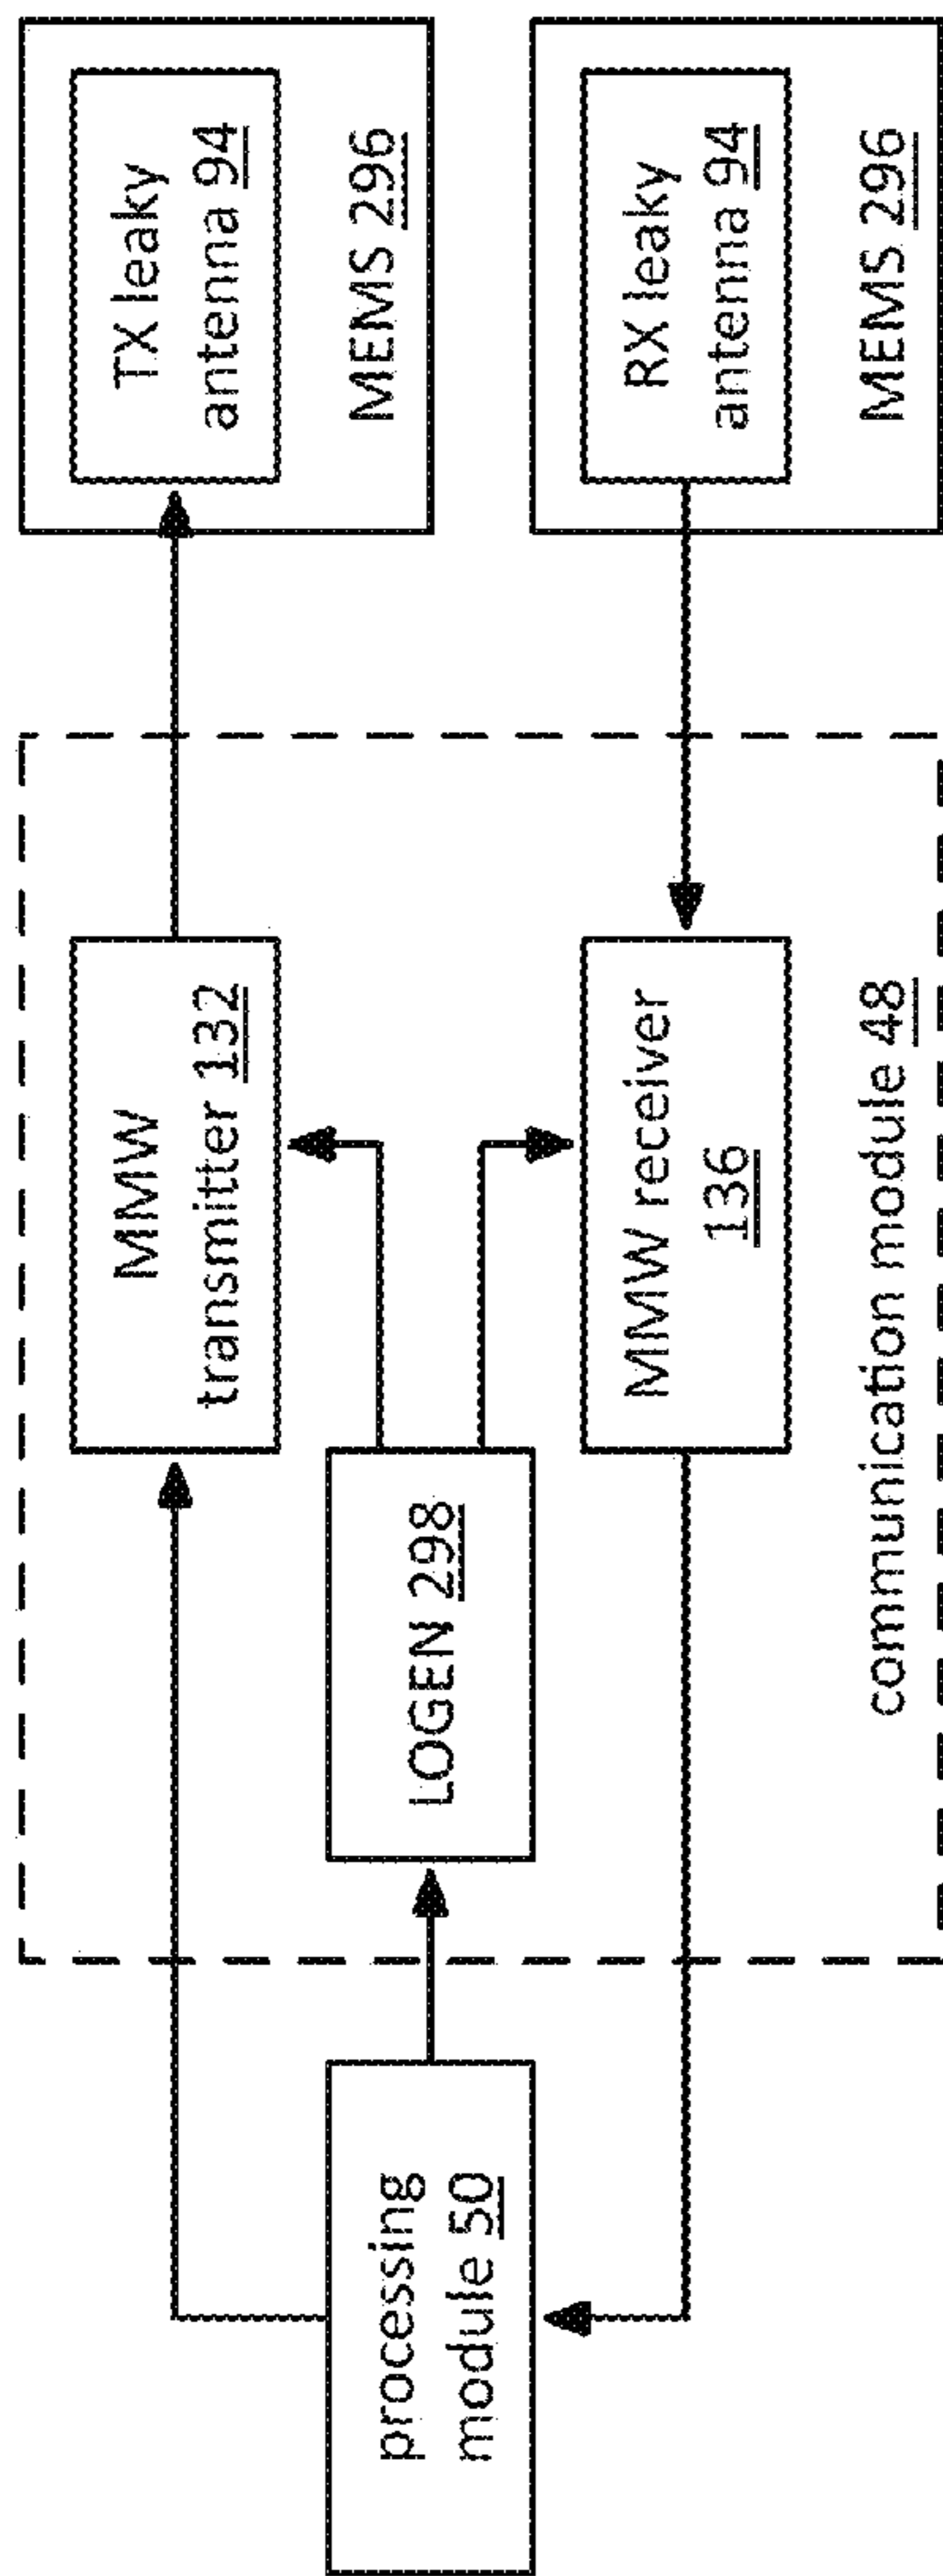 processing
module 50
LOGEN 298
MMW
transmitter 132
MMW receiver
136
communication module 48
TX leaky
antenna 94
MEMS 296
RX leaky
antenna 94
MEMS 296